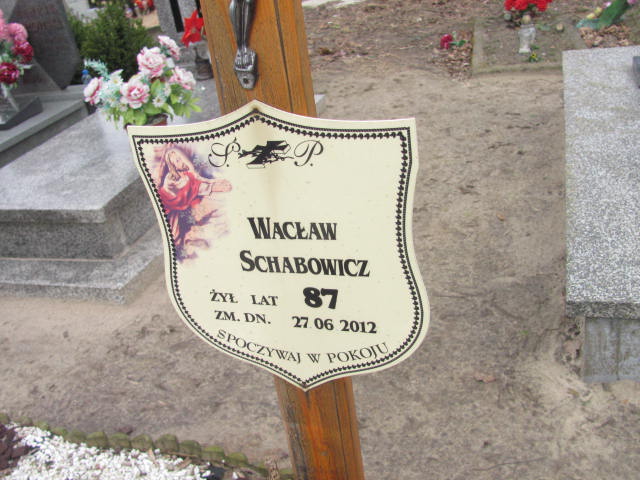 Ś. P.
WACŁAW
SCHABOWICZ
ŻYŁ LAT 87
ZM. DN. 27.06 2012
SPOCZYWAJ W POKOJU